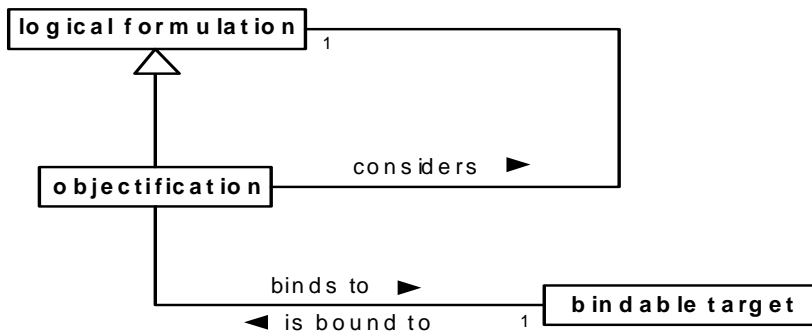 logical formulation
1
considers ►
objectification
binds to ►
bindable target
◄ is bound to
1